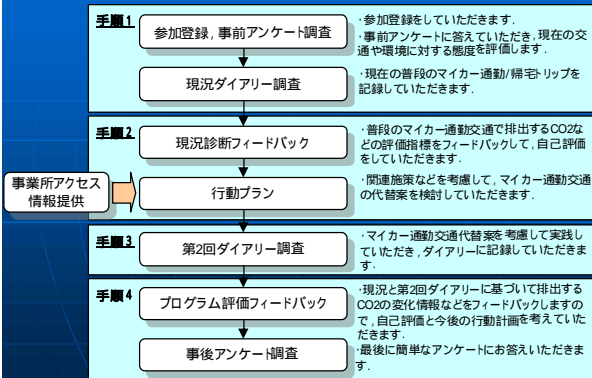 手順1
参加登録，事前アンケート調査
・参加登録をしていただきます．
・事前アンケートに答えていただき，現在の交
通や環境に対する態度を評価します．
現況ダイアリー調査
・現在の普段のマイカー通勤/帰宅トリップを
記録していただきます．
手順2
現況診断フィードバック
・普段のマイカー通勤交通で排出するCO2な
どの評価指標をフィードバックして，自己評価
をしていただきます．
事業所アクセス
情報提供
行動プラン
・関連施策などを考慮して，マイカー通勤交通
の代替案を検討していただきます．
手順3
第2回ダイアリー調査
・マイカー通勤交通代替案を考慮して実践し
ていただき，ダイアリーに記録していただきま
す．
手順4
プログラム評価フィードバック
・現況と第2回ダイアリーに基づいて排出する
CO2の変化情報などをフィードバックしますの
で，自己評価と今後の行動計画を考えていた
だきます．
事後アンケート調査
・最後に簡単なアンケートにお答えいただきま
す．